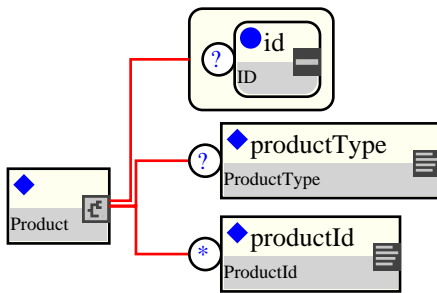 ? id
ID
? productType
ProductType
Product
* productId
ProductId